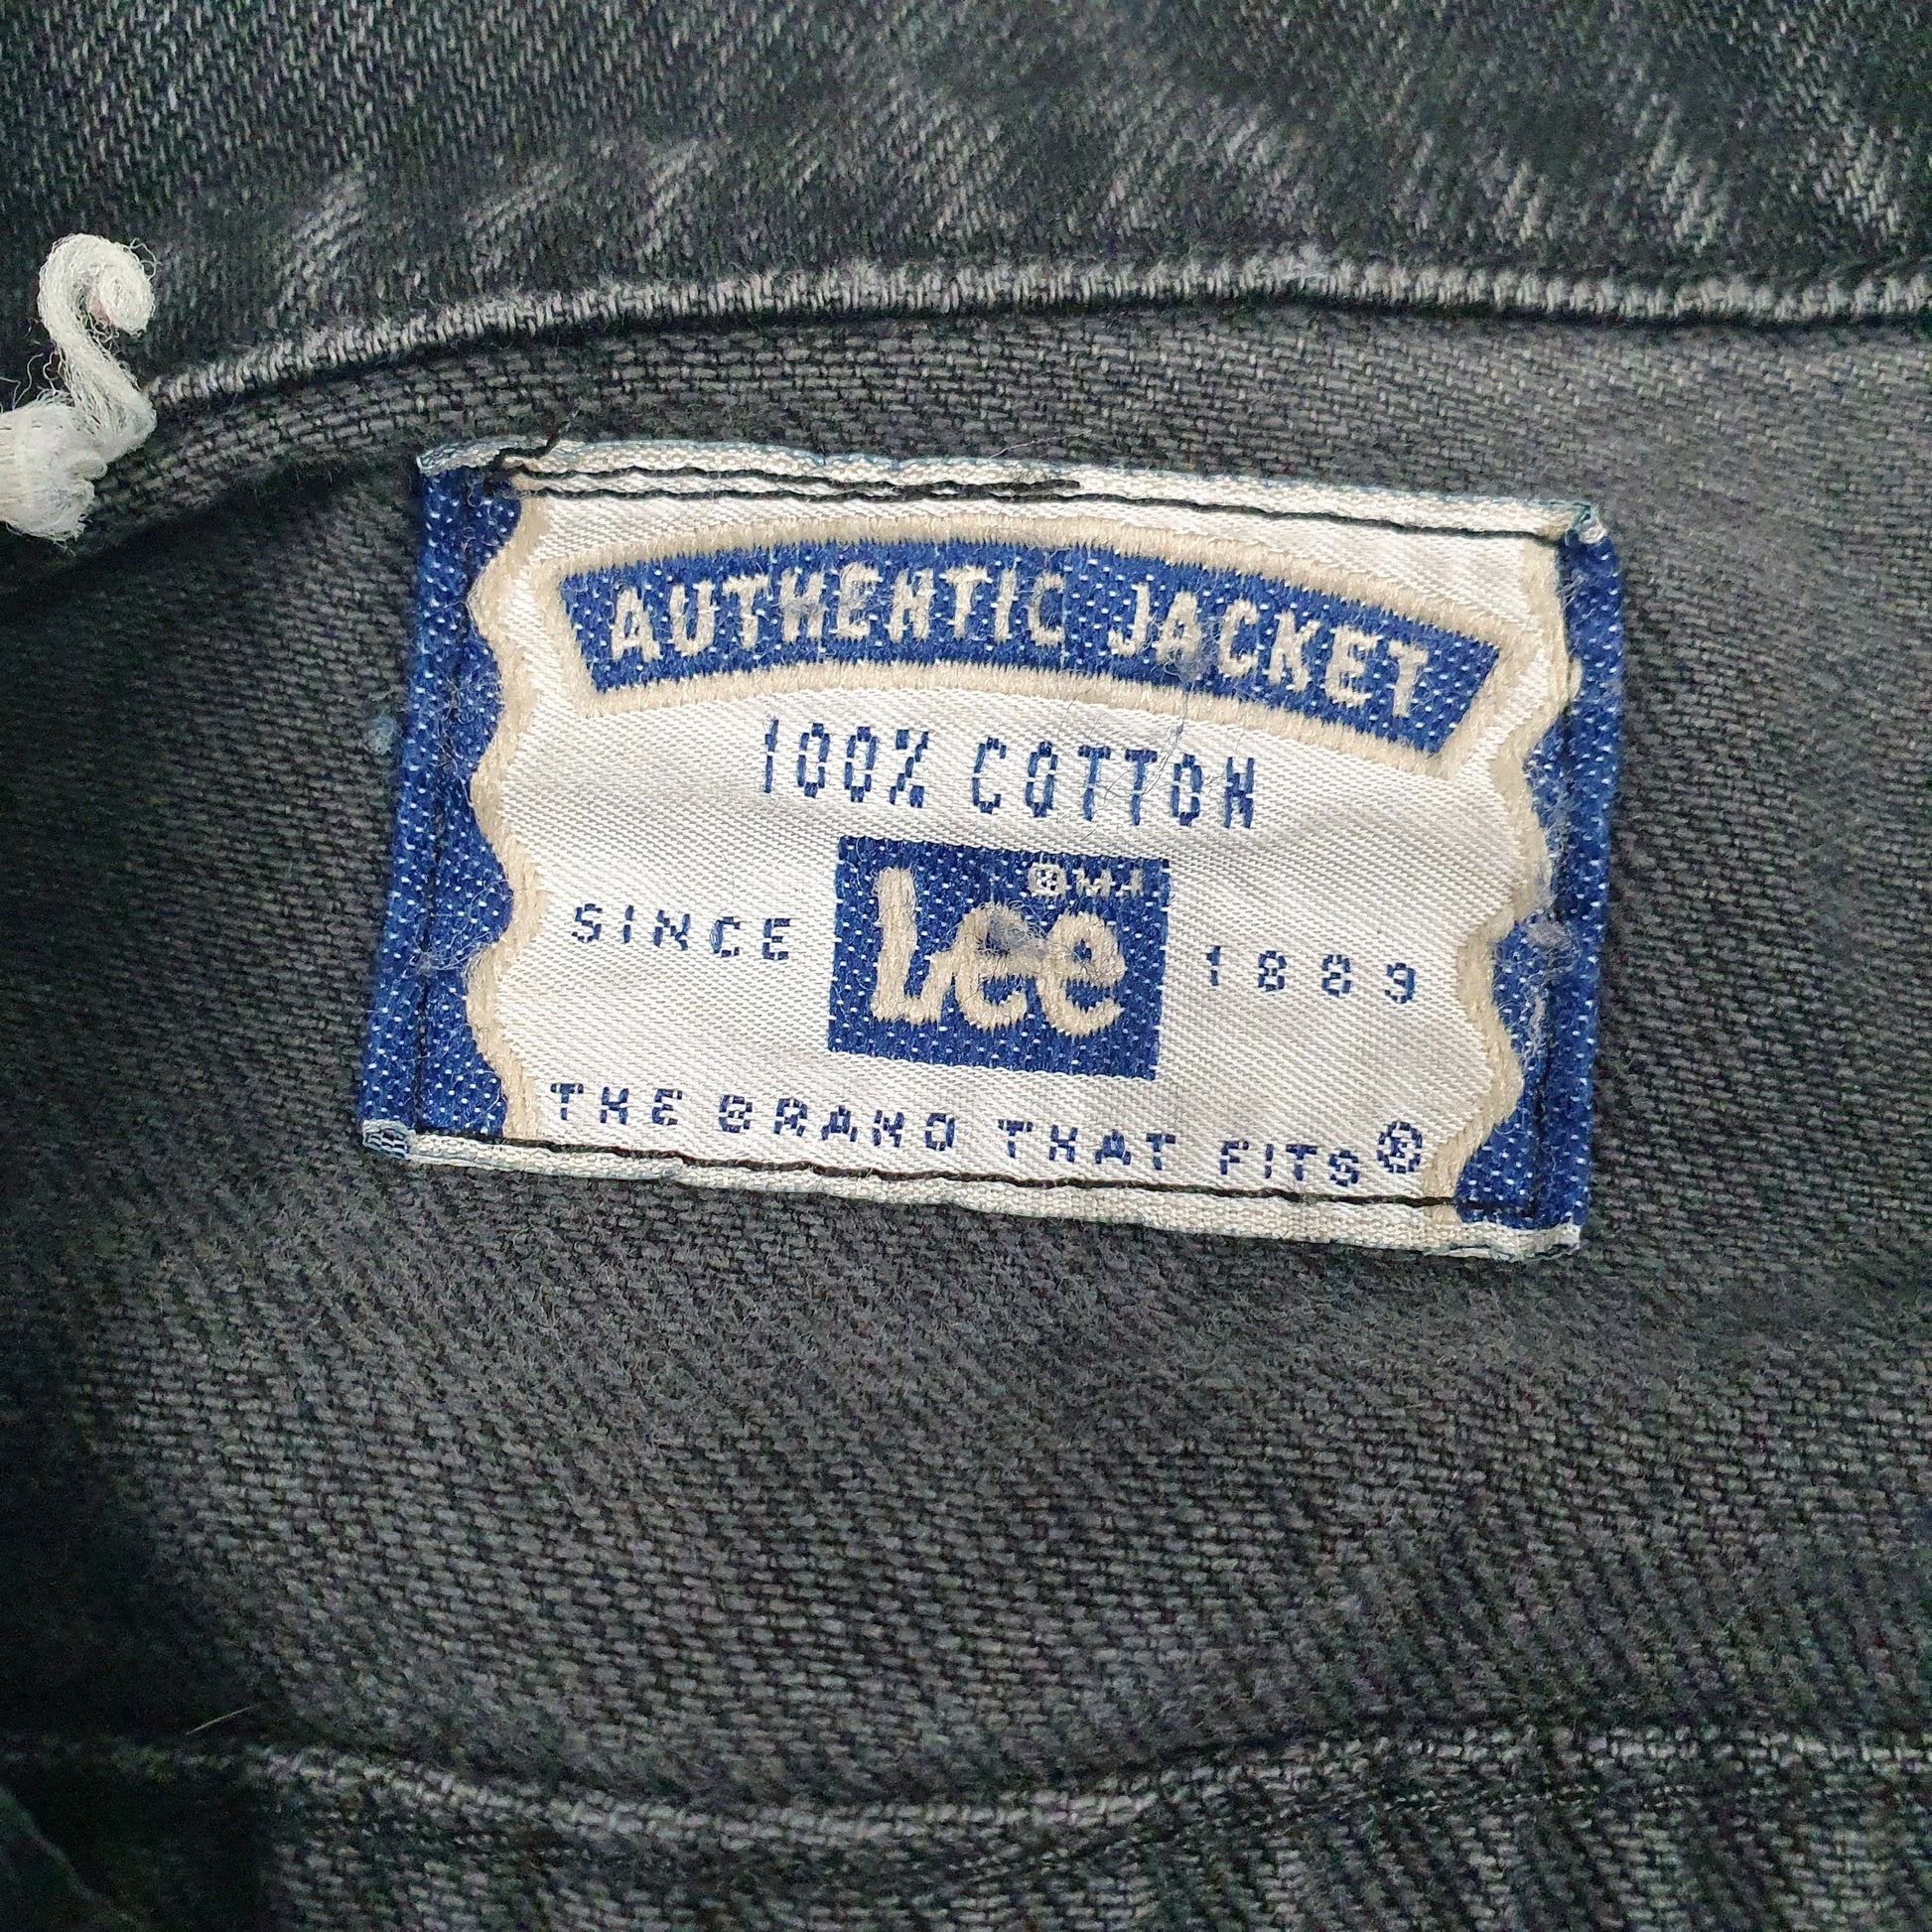 AUTHENTIC JACKET
100% COTTON
SINCE Lee ® M.R. 1889
THE BRAND THAT FITS®